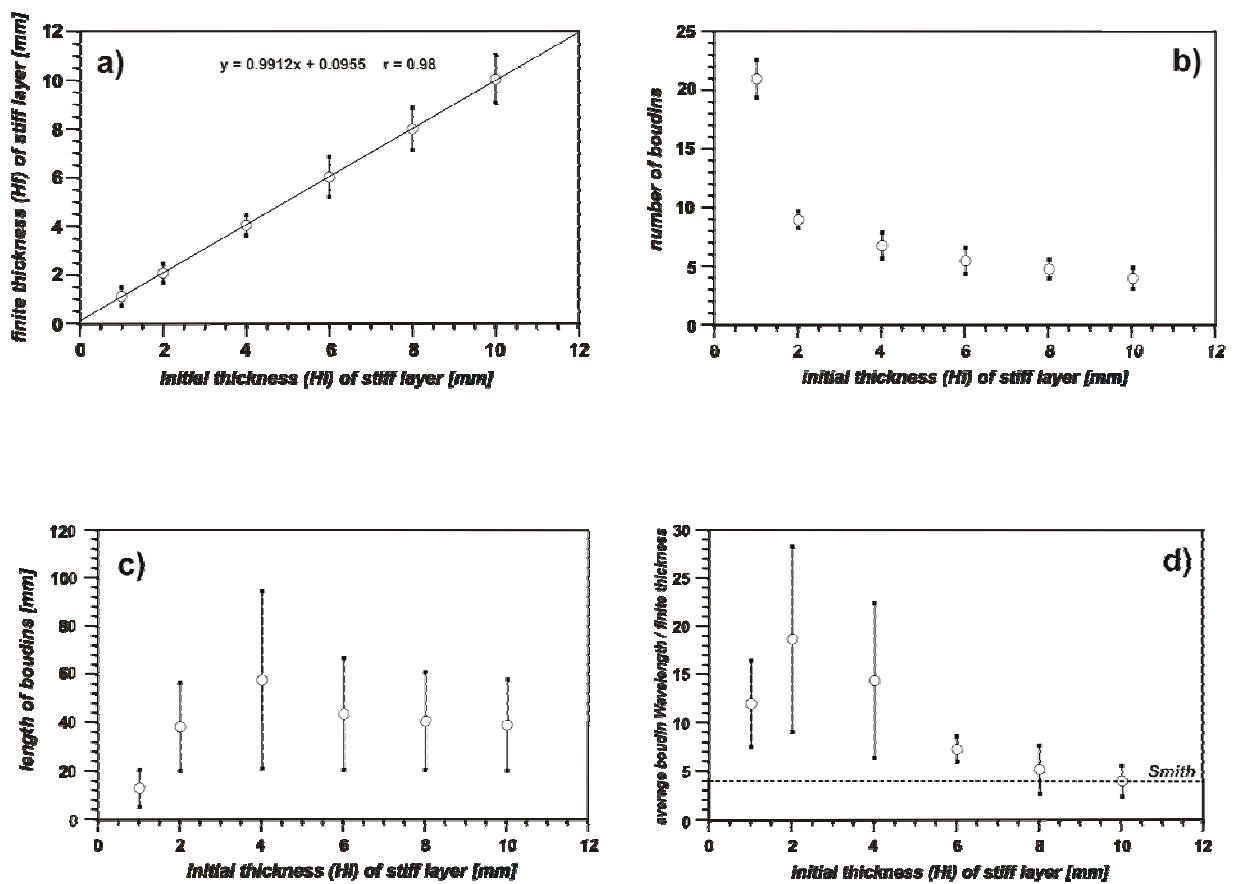 a)
y = 0.9912x + 0.0955 r = 0.98
finite thickness (Hf) of stiff layer [mm]
12
10
8
6
4
2
0
0 2 4 6 8 10 12
initial thickness (Hi) of stiff layer [mm]
b)
number of boudins
25
20
15
10
5
0
0 2 4 6 8 10 12
initial thickness (Hi) of stiff layer [mm]
c)
length of boudins [mm]
120
100
80
60
40
20
0
0 2 4 6 8 10 12
initial thickness (Hi) of stiff layer [mm]
d)
average boudin Wavelength / finite thickness
30
25
20
15
10
5
0
Smith
0 2 4 6 8 10 12
initial thickness (Hi) of stiff layer [mm]